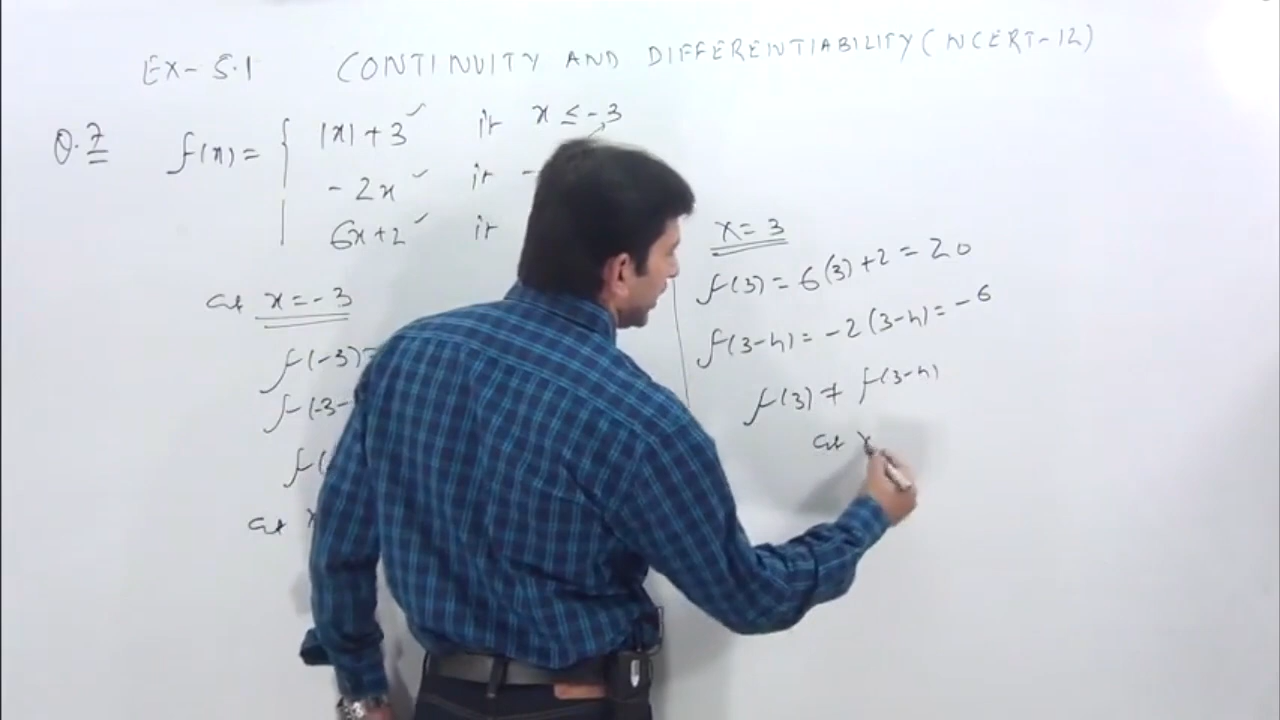 EX-5.1 CONTINUITY AND DIFFERENTIABILITY (NCERT-12)
Q.7 f(x) = { |x| + 3 if x ≤ -3
-2x if -
6x+2 if
at x = -3
f(-3) =
f(-3-
f(
at x
x = 3
f(3) = 6(3) + 2 = 20
f(3-h) = -2(3-h) = -6
f(3) ≠ f(3-h)
at x